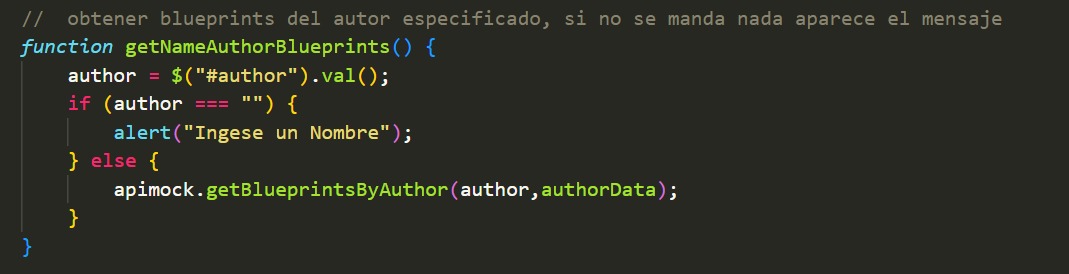 //  obtener blueprints del autor especificado, si no se manda nada aparece el mensaje
function getNameAuthorBlueprints() {
    author = $("#author").val();
    if (author === "") {
        alert("Ingese un Nombre");
    } else {
        apimock.getBlueprintsByAuthor(author,authorData);
    }
}